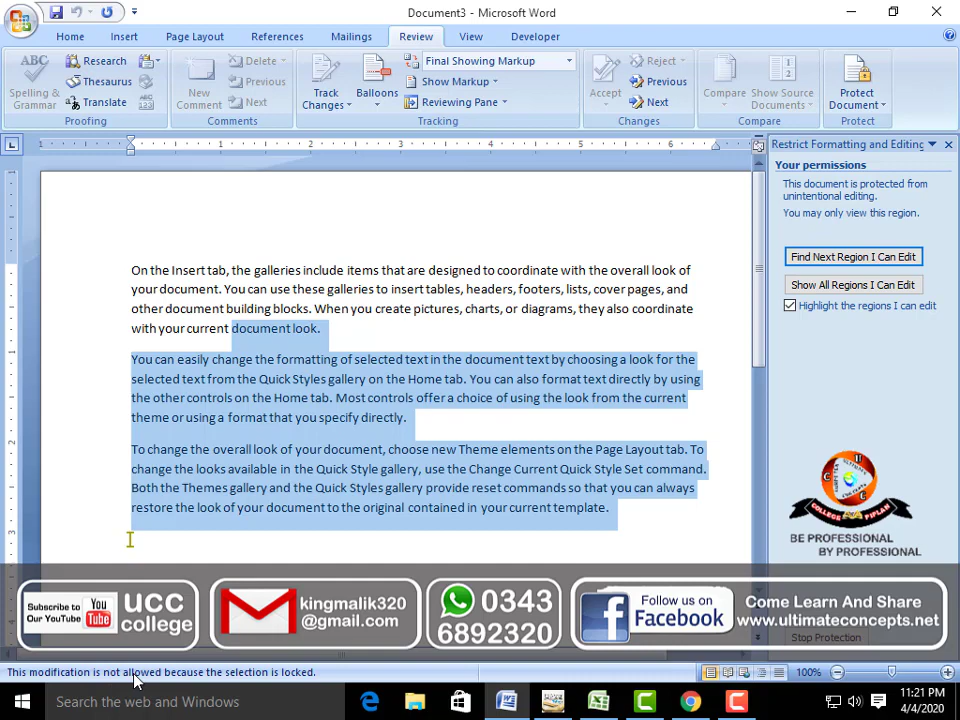 Document3 - Microsoft Word
Home Insert Page Layout References Mailings Review View Developer
ABC Research Delete Previous Final Showing Markup Reject
Thesaurus Previous Show Markup Previous
Spelling & Grammar Translate New Comment Next Track Changes Balloons Reviewing Pane Accept Next Compare Show Source Documents Protect Document
Proofing Comments Tracking Changes Compare Protect
Restrict Formatting and Editing
Your permissions
This document is protected from
unintentional editing.
You may only view this region.
Find Next Region I Can Edit
Show All Regions I Can Edit
Highlight the regions I can edit
On the Insert tab, the galleries include items that are designed to coordinate with the overall look of
your document. You can use these galleries to insert tables, headers, footers, lists, cover pages, and
other document building blocks. When you create pictures, charts, or diagrams, they also coordinate
with your current document look.
You can easily change the formatting of selected text in the document text by choosing a look for the
selected text from the Quick Styles gallery on the Home tab. You can also format text directly by using
the other controls on the Home tab. Most controls offer a choice of using the look from the current
theme or using a format that you specify directly.
To change the overall look of your document, choose new Theme elements on the Page Layout tab. To
change the looks available in the Quick Style gallery, use the Change Current Quick Style Set command.
Both the Themes gallery and the Quick Styles gallery provide reset commands so that you can always
restore the look of your document to the original contained in your current template.
BE PROFESSIONAL
BY PROFESSIONAL
Subscribe to
Our YouTube
You
Tube
ucc
college
kingmalik320
@gmail.com
0343
6892320
Follow us on
Facebook
Come Learn And Share
www.ultimateconcepts.net
Stop Protection
This modification is not allowed because the selection is locked.
100%
Search the web and Windows
11:21 PM
4/4/2020